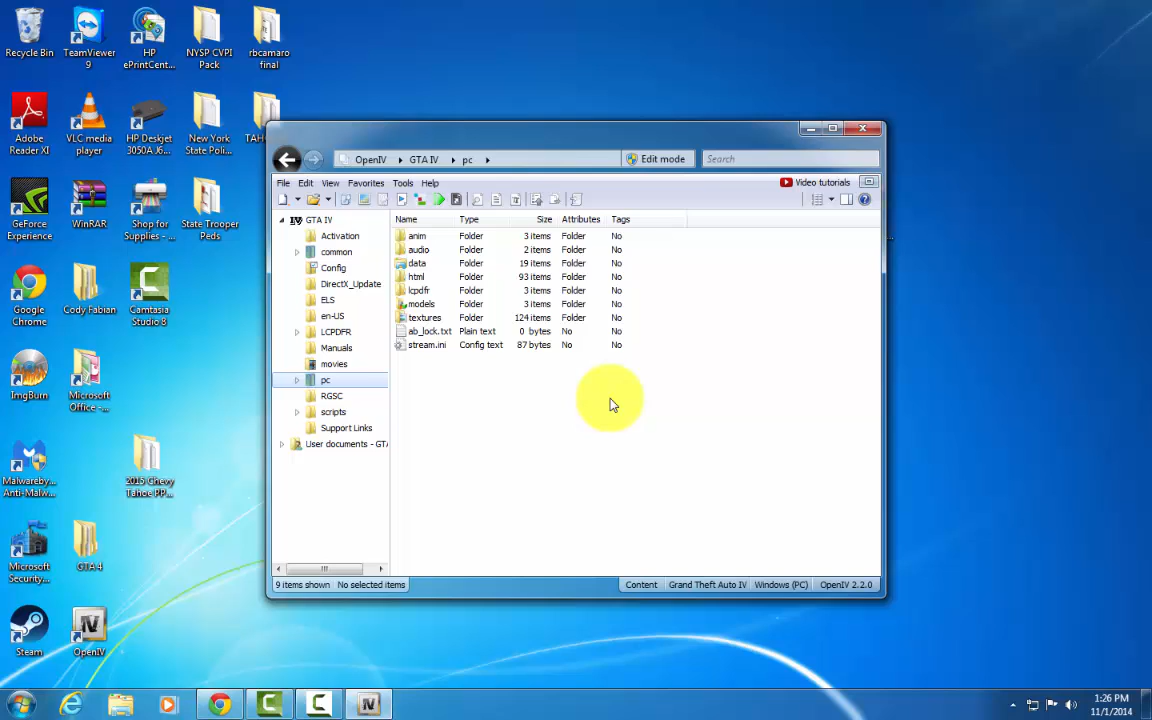 Recycle Bin
TeamViewer
9
HP
ePrintCent...
NYSP CVPI
Pack
rbcamaro
final
Adobe
Reader XI
VLC media
player
HP Deskjet
3050A J6...
New York
State Poli...
GeForce
Experience
WinRAR
Shop for
Supplies - ...
State Trooper
Peds
Google
Chrome
Cody Fabian
Camtasia
Studio 8
ImgBurn
Microsoft
Office - ...
Malwareby...
Anti-Malw...
2015 Chevy
Tahoe PP...
Microsoft
Security...
GTA 4
Steam
OpenIV
OpenIV GTA IV pc
Edit mode
Search
File Edit View Favorites Tools Help
Video tutorials
GTA IV
Activation
common
Config
DirectX_Update
ELS
en-US
LCPDFR
Manuals
movies
pc
RGSC
scripts
Support Links
User documents - GTA
Name Type Size Attributes Tags
anim Folder 3 items Folder No
audio Folder 2 items Folder No
data Folder 19 items Folder No
html Folder 93 items Folder No
lcpdfr Folder 3 items Folder No
models Folder 3 items Folder No
textures Folder 124 items Folder No
ab_lock.txt Plain text 0 bytes No No
stream.ini Config text 87 bytes No No
9 items shown No selected items
Content Grand Theft Auto IV Windows (PC) OpenIV 2.2.0
1:26 PM
11/1/2014